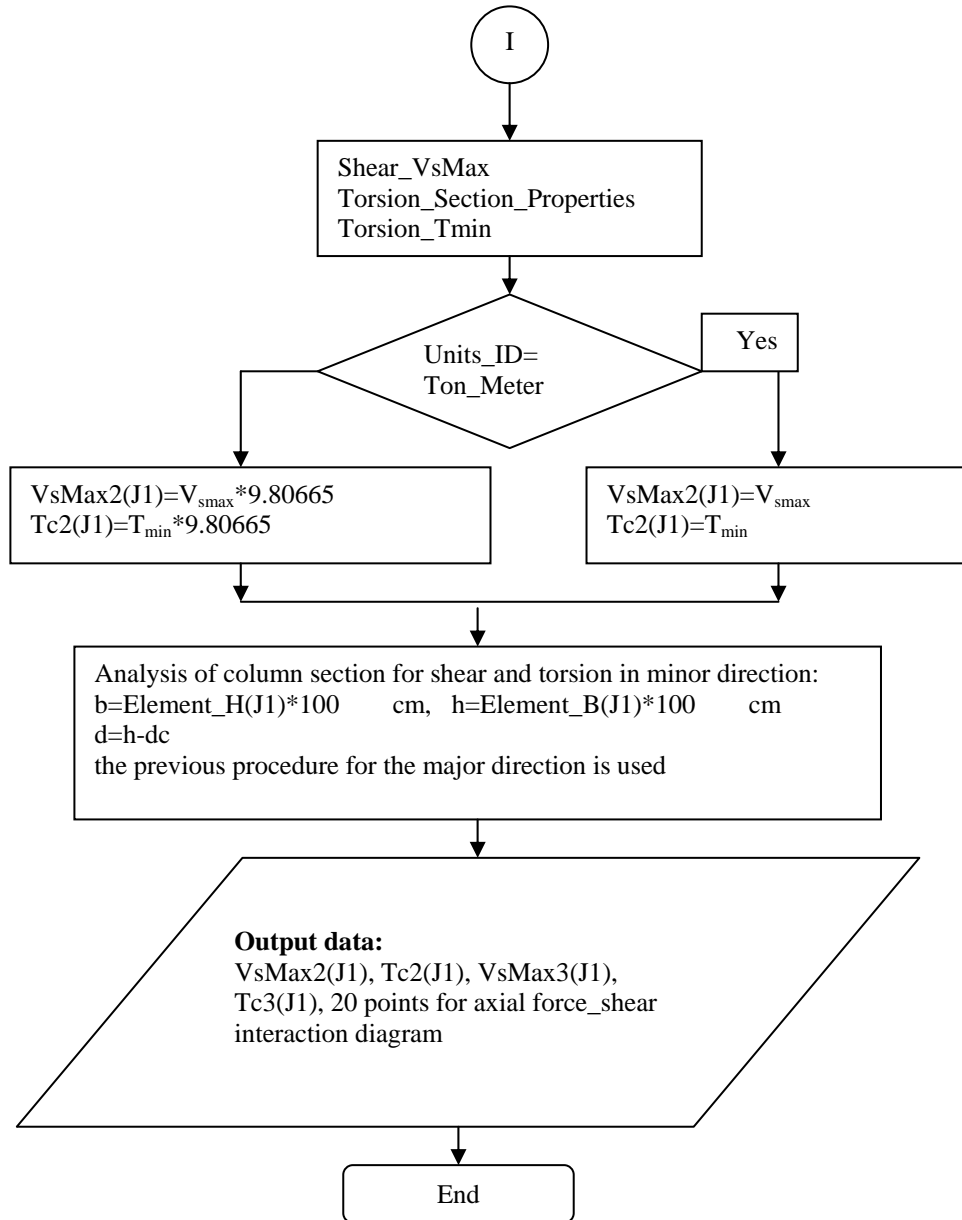 I
Shear_VsMax
Torsion_Section_Properties
Torsion_Tmin
Units_ID=
Ton_Meter
Yes
VsMax2(J1)=Vsmax*9.80665
Tc2(J1)=Tmin*9.80665
VsMax2(J1)=Vsmax
Tc2(J1)=Tmin
Analysis of column section for shear and torsion in minor direction:
b=Element_H(J1)*100 cm, h=Element_B(J1)*100 cm
d=h-dc
the previous procedure for the major direction is used
Output data:
VsMax2(J1), Tc2(J1), VsMax3(J1),
Tc3(J1), 20 points for axial force_shear
interaction diagram
End